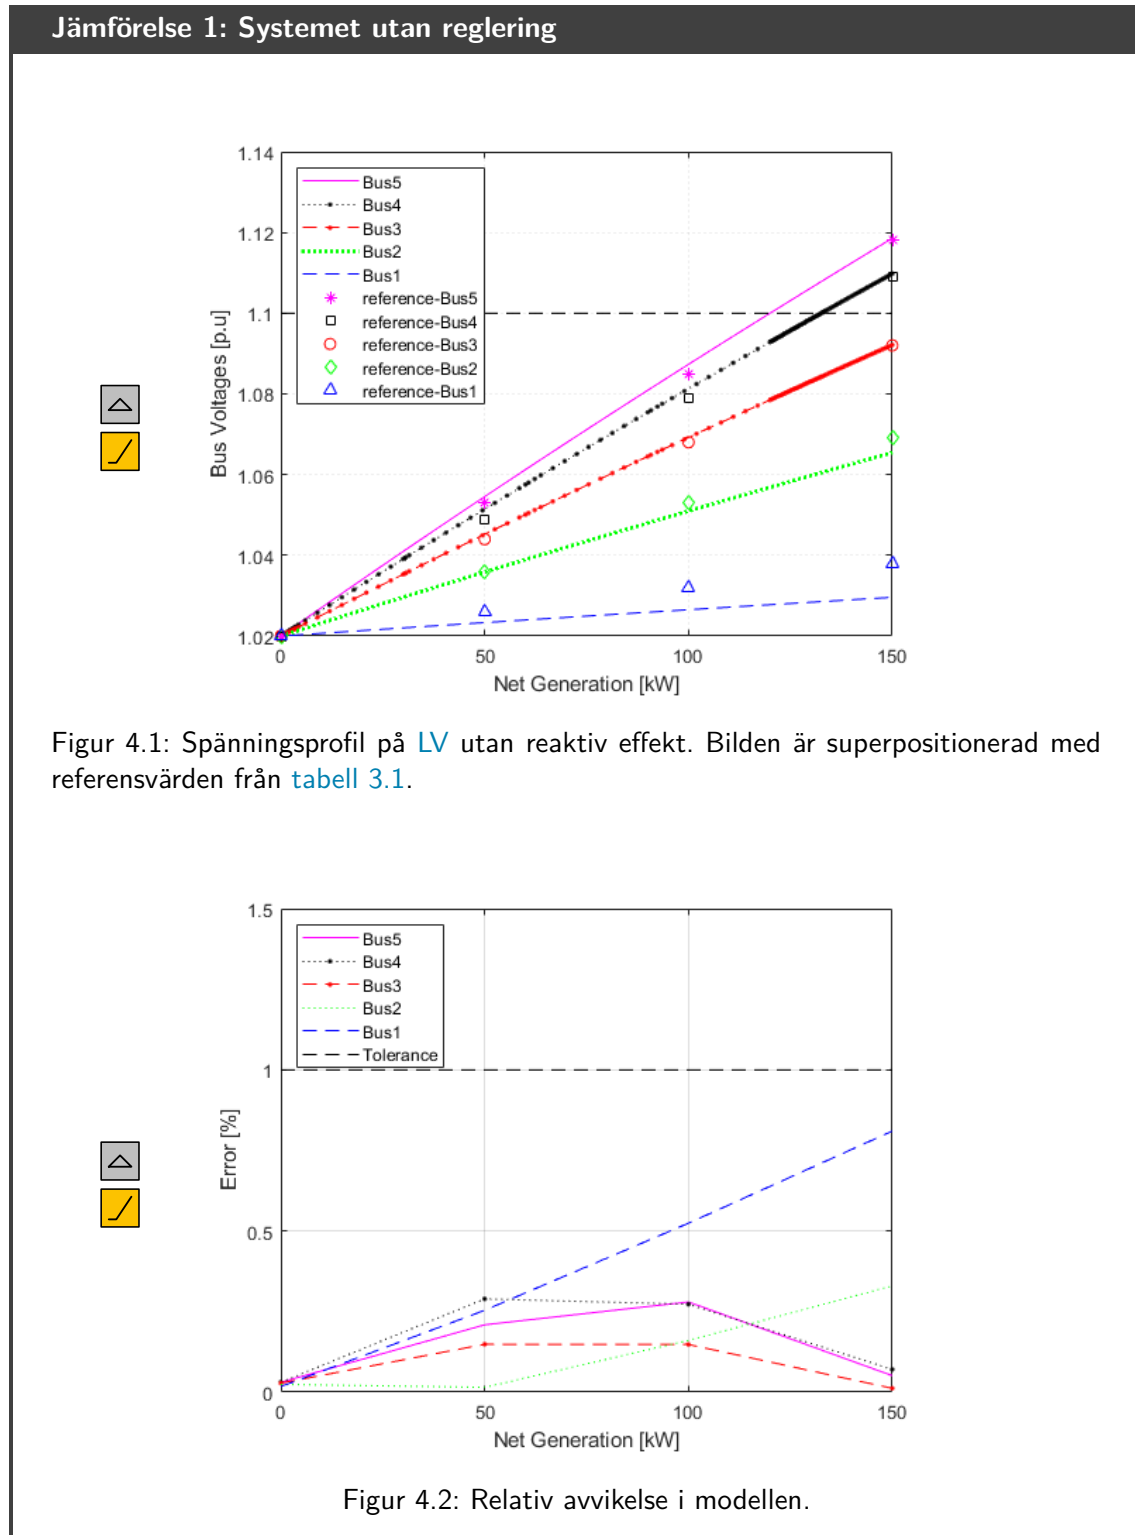 Jämförelse 1: Systemet utan reglering
1.14
1.12
1.1
1.08
1.06
1.04
1.02
Bus Voltages [p.u]
Bus5
Bus4
Bus3
Bus2
Bus1
reference-Bus5
reference-Bus4
reference-Bus3
reference-Bus2
reference-Bus1
0 50 100 150
Net Generation [kW]
Figur 4.1: Spänningsprofil på LV utan reaktiv effekt. Bilden är superpositionerad med
referensvärden från tabell 3.1.
1.5
1
0.5
0
Error [%]
Bus5
Bus4
Bus3
Bus2
Bus1
Tolerance
0 50 100 150
Net Generation [kW]
Figur 4.2: Relativ avvikelse i modellen.